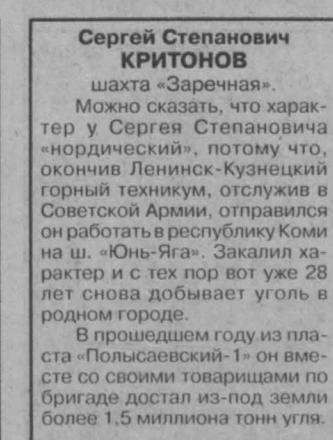 Сергей Степанович
КРИТОНОВ
шахта «Заречная».
Можно сказать, что харак-
тер у Сергея Степановича
«нордический», потому что,
окончив Ленинск-Кузнецкий
горный техникум, отслужив в
Советской Армии, отправился
он работать в республику Коми
на ш. «Юнь-Яга». Закалил ха-
рактер и с тех пор вот уже 28
лет снова добывает уголь в
родном городе.
В прошедшем году из пла-
ста «Полысаевский-1» он вме-
сте со своими товарищами по
бригаде достал из-под земли
более 1,5 миллиона тонн угля.